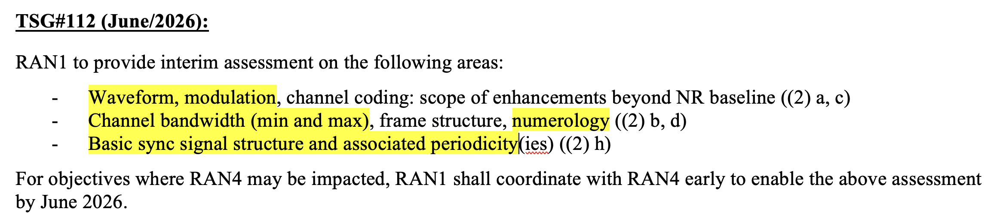 TSG#112 (June/2026):
RAN1 to provide interim assessment on the following areas:
- Waveform, modulation, channel coding: scope of enhancements beyond NR baseline ((2) a, c)
- Channel bandwidth (min and max), frame structure, numerology ((2) b, d)
- Basic sync signal structure and associated periodicity(ies) ((2) h)
For objectives where RAN4 may be impacted, RAN1 shall coordinate with RAN4 early to enable the above assessment
by June 2026.